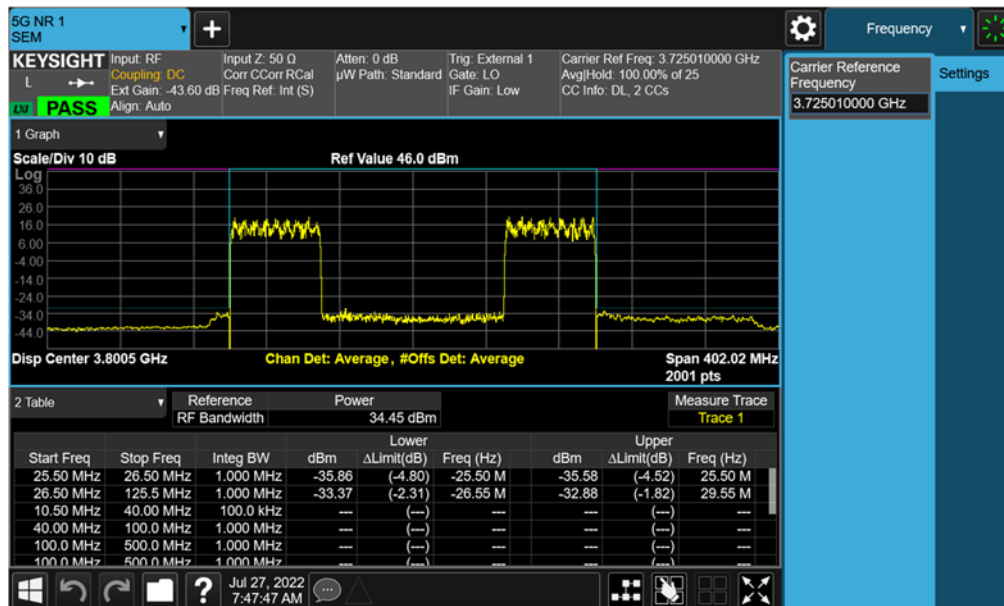 5G NR 1
SEM
Frequency
KEYSIGHT
L
LXI
PASS
Input: RF
Coupling: DC
Ext Gain: -43.60 dB
Align: Auto
Input Z: 50 Ω
Corr CCorr RCal
Freq Ref: Int (S)
Atten: 0 dB
µW Path: Standard
Trig: External 1
Gate: LO
IF Gain: Low
Carrier Ref Freq: 3.725010000 GHz
Avg|Hold: 100.00% of 25
CC Info: DL, 2 CCs
Carrier Reference
Frequency
3.725010000 GHz
Settings
1 Graph
Scale/Div 10 dB
Ref Value 46.0 dBm
Log
36.0
26.0
16.0
6.00
-4.00
-14.0
-24.0
-34.0
-44.0
Disp Center 3.8005 GHz
Chan Det: Average, #Offs Det: Average
Span 402.02 MHz
2001 pts
2 Table
Reference Power Measure Trace
RF Bandwidth 34.45 dBm Trace 1
Lower Upper
Start Freq Stop Freq Integ BW dBm ΔLimit(dB) Freq (Hz) dBm ΔLimit(dB) Freq (Hz)
25.50 MHz 26.50 MHz 1.000 MHz -35.86 (-4.80) -25.50 M -35.58 (-4.52) 25.50 M
26.50 MHz 125.5 MHz 1.000 MHz -33.37 (-2.31) -26.55 M -32.88 (-1.82) 29.55 M
10.50 MHz 40.00 MHz 100.0 kHz --- (---) --- --- (---) ---
40.00 MHz 100.0 MHz 1.000 MHz --- (---) --- --- (---) ---
100.0 MHz 500.0 MHz 1.000 MHz --- (---) --- --- (---) ---
100.0 MHz 500.0 MHz 1.000 MHz --- (---) --- --- (---) ---
?
Jul 27, 2022
7:47:47 AM